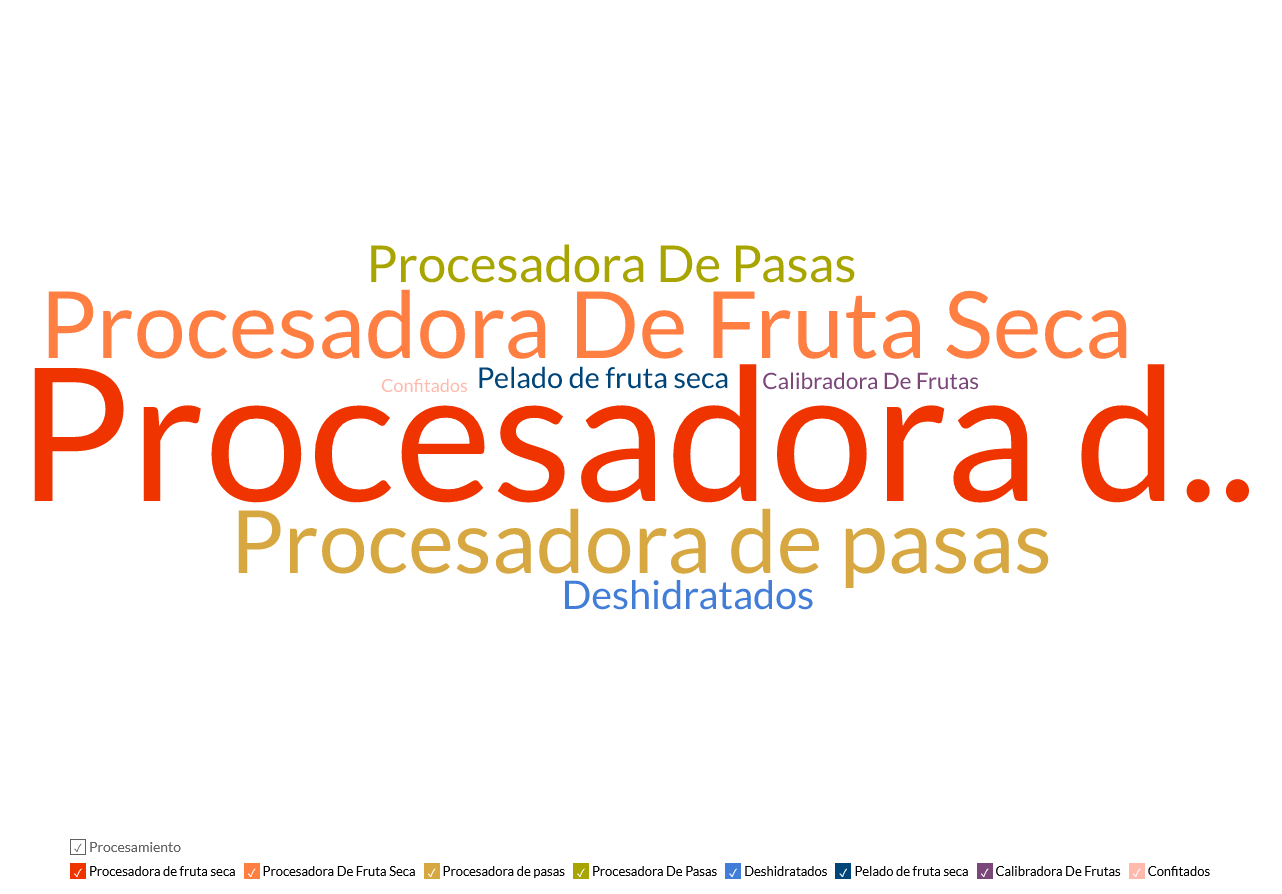 Procesadora De Pasas
Procesadora De Fruta Seca
Confitados Pelado de fruta seca Calibradora De Frutas
Procesadora d..
Procesadora de pasas
Deshidratados
Procesamiento
Procesadora de fruta seca Procesadora De Fruta Seca Procesadora de pasas Procesadora De Pasas Deshidratados Pelado de fruta seca Calibradora De Frutas Confitados